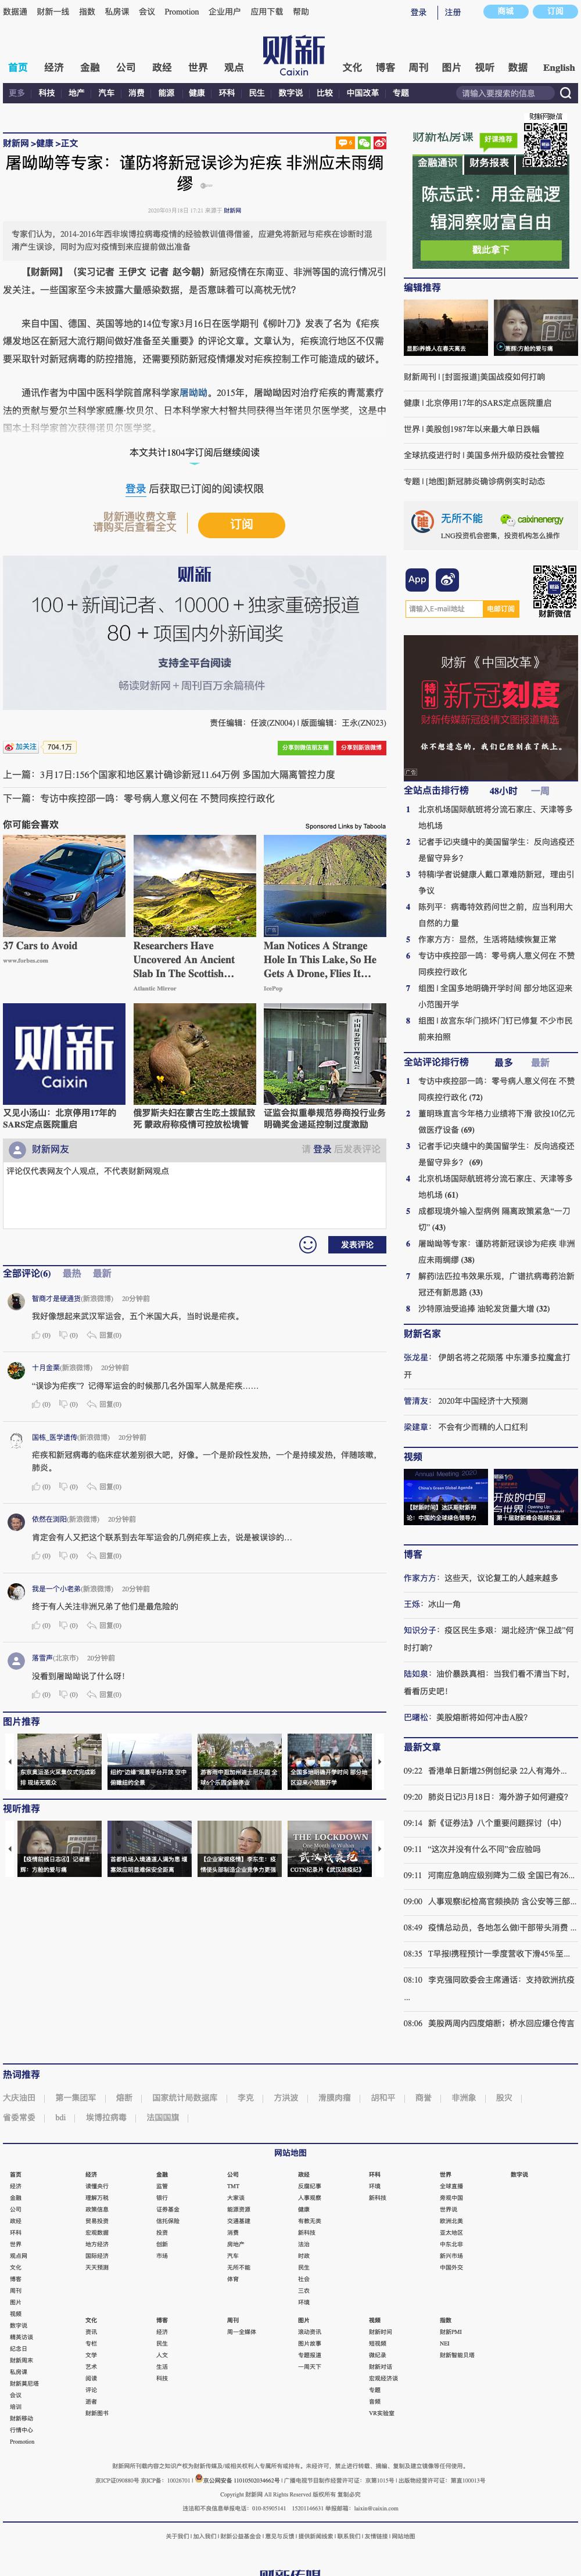 数据通 财新一线 指数 私房课 会议 Promotion 企业用户 应用下载 帮助 登录 注册 商城 订阅
财新
Caixin
首页 经济 金融 公司 政经 世界 观点 文化 博客 周刊 图片 视听 数据 English
更多 科技 地产 汽车 消费 能源 健康 环科 民生 数字说 比较 中国改革 专题 请输入要搜索的信息
财新网 >健康 >正文
6
屠呦呦等专家：谨防将新冠误诊为疟疾 非洲应未雨绸
缪
2020年03月18日 17:21 来源于 财新网
专家们认为，2014-2016年西非埃博拉病毒疫情的经验教训值得借鉴，应避免将新冠与疟疾在诊断时混
淆产生误诊，同时为应对疫情到来应提前做出准备
【财新网】（实习记者 王伊文 记者 赵今朝）新冠疫情在东南亚、非洲等国的流行情况引
发关注。一些国家至今未披露大量感染数据，是否意味着可以高枕无忧？
来自中国、德国、英国等地的14位专家3月16日在医学期刊《柳叶刀》发表了名为《疟疾
爆发地区在新冠大流行期间做好准备至关重要》的评论文章。文章认为，疟疾流行地区不仅需
要采取针对新冠病毒的防控措施，还需要预防新冠疫情爆发对疟疾控制工作可能造成的破坏。
通讯作者为中国中医科学院首席科学家屠呦呦。2015年，屠呦呦因对治疗疟疾的青蒿素疗
法的贡献与爱尔兰科学家威廉·坎贝尔、日本科学家大村智共同获得当年诺贝尔医学奖，这是中
国本土科学家首次获得诺贝尔医学奖。
本文共计1804字订阅后继续阅读
登录 后获取已订阅的阅读权限
财新通收费文章
请购买后查看全文
订阅
财新
100+新闻记者、10000+独家重磅报道
80+项国内外新闻奖
支持全平台阅读
畅读财新网+周刊百万余篇稿件
责任编辑：任波(ZN004) | 版面编辑：王永(ZN023)
加关注 704.1万 分享到微信朋友圈 分享到新浪微博
上一篇：3月17日:156个国家和地区累计确诊新冠11.64万例 多国加大隔离管控力度
下一篇：专访中疾控邵一鸣：零号病人意义何在 不赞同疾控行政化
你可能会喜欢
Sponsored Links by Taboola
37 Cars to Avoid
www.forbes.com
Researchers Have
Uncovered An Ancient
Slab In The Scottish…
Atlantic Mirror
广告
Man Notices A Strange
Hole In This Lake, So He
Gets A Drone, Flies It…
IcePop
财新
Caixin
又见小汤山：北京停用17年的
SARS定点医院重启
俄罗斯夫妇在蒙古生吃土拨鼠致
死 蒙政府称疫情可控放松境管
证监会拟重拳规范券商投行业务
明确奖金递延控制过度激励
财新网友
请 登录 后发表评论
评论仅代表网友个人观点，不代表财新网观点
发表评论
全部评论(6) 最热 最新
智商才是硬通货(新浪微博) 20分钟前
我好像想起来武汉军运会，五个米国大兵，当时说是疟疾。
(0) (0) 回复(0)
十月金栗(新浪微博) 20分钟前
“误诊为疟疾”？记得军运会的时候那几名外国军人就是疟疾……
(0) (0) 回复(0)
国栋_医学遗传(新浪微博) 20分钟前
疟疾和新冠病毒的临床症状差别很大吧，好像。一个是阶段性发热，一个是持续发热，伴随咳嗽，
肺炎。
(0) (0) 回复(0)
依然在浏阳(新浪微博) 20分钟前
肯定会有人又把这个联系到去年军运会的几例疟疾上去，说是被误诊的…
(0) (0) 回复(0)
我是一个小老弟(新浪微博) 20分钟前
终于有人关注非洲兄弟了他们是最危险的
(0) (0) 回复(0)
落雪声(北京市) 20分钟前
没看到屠呦呦说了什么呀！
(0) (0) 回复(0)
图片推荐
东京奥运圣火采集仪式完成彩
排 现场无观众
纽约“边缘”观景平台开放 空中
俯瞰纽约全景
游客雨中逛加州迪士尼乐园 全
球6个乐园全部停业
全国多地明确开学时间 部分地
区迎来小范围开学
视听推荐
【疫情前线日志④】记者萧
辉：方舱的爱与痛
首都机场入境通道人满为患 堵
塞效应明显难保安全距离
【企业家观疫情】李东生：疫
情使头部制造企业竞争力更强
THE LOCKDOWN
One Month in Wuhan
武汉战疫纪
CGTN纪录片《武汉战疫纪》
财新网微信
财新私房课
好课推荐
金融通识 财务报表
陈志武：用金融逻
辑洞察财富自由
戳此拿下
编辑推荐
显影|养蜂人在春天离去
萧辉:方舱的爱与痛
财新周刊 | [封面报道]美国战疫如何打响
健康 | 北京停用17年的SARS定点医院重启
世界 | 美股创1987年以来最大单日跌幅
全球抗疫进行时 | 美国多州升级防疫社会管控
专题 | [地图]新冠肺炎确诊病例实时动态
无所不能
caixinenergy
LNG投资机会密集，投资机构怎么操作
App
请输入E-mail地址 电邮订阅
财新微信
财新《中国改革》
特刊
新冠刻度
财新传媒新冠疫情文图报道精选
你不想遗忘的，我们已经刻在了纸上。
广告
全站点击排行榜 48小时 一周
1 北京机场国际航班将分流石家庄、天津等多
地机场
2 记者手记|夹缝中的美国留学生：反向逃疫还
是留守异乡？
3 特稿|学者说健康人戴口罩难防新冠，理由引
争议
4 陈列平：病毒特效药问世之前，应当利用大
自然的力量
5 作家方方：显然，生活将陆续恢复正常
6 专访中疾控邵一鸣：零号病人意义何在 不赞
同疾控行政化
7 组图 | 全国多地明确开学时间 部分地区迎来
小范围开学
8 组图 | 故宫东华门损坏门钉已修复 不少市民
前来拍照
全站评论排行榜 最多 最新
1 专访中疾控邵一鸣：零号病人意义何在 不赞
同疾控行政化 (72)
2 董明珠直言今年格力业绩将下滑 欲投10亿元
做医疗设备 (69)
3 记者手记|夹缝中的美国留学生：反向逃疫还
是留守异乡？ (69)
4 北京机场国际航班将分流石家庄、天津等多
地机场 (61)
5 成都现境外输入型病例 隔离政策紧急“一刀
切” (43)
6 屠呦呦等专家：谨防将新冠误诊为疟疾 非洲
应未雨绸缪 (38)
7 解药|法匹拉韦效果乐观，广谱抗病毒药治新
冠还有新思路 (33)
8 沙特原油受追捧 油轮发货量大增 (32)
财新名家
张龙星： 伊朗名将之花陨落 中东潘多拉魔盒打
开
管清友： 2020年中国经济十大预测
梁建章： 不会有少而精的人口红利
视频
Annual Meeting 2020
China's Green Global Agenda
【财新时间】达沃斯财新辩
论：中国的全球绿色领导力
财新
开放的中国
与世界
第十届财新峰会视频报道
博客
作家方方：这些天，议论复工的人越来越多
王烁：冰山一角
知识分子：疫区民生多艰：湖北经济“保卫战”何
时打响？
陆如泉：油价暴跌真相：当我们看不清当下时，
看看历史吧！
巴曙松：美股熔断将如何冲击A股？
最新文章
09:22 香港单日新增25例创纪录 22人有海外...
09:20 肺炎日记|3月18日：海外游子如何避疫?
09:14 新《证券法》八个重要问题探讨（中）
09:11 “这次并没有什么不同”会应验吗
09:11 河南应急响应级别降为二级 全国已有26...
09:00 人事观察|纪检高官频换防 含公安等三部...
08:49 疫情总动员，各地怎么做|干部带头消费 ...
08:35 T早报|携程预计一季度营收下滑45%至...
08:10 李克强同欧委会主席通话：支持欧洲抗疫
...
08:06 美股两周内四度熔断；桥水回应爆仓传言
热词推荐
大庆油田 第一集团军 熔断 国家统计局数据库 李克 方洪波 滑膜肉瘤 胡和平 商誉 非洲象 股灾
省委常委 bdi 埃博拉病毒 法国国旗
网站地图
首页 经济 金融 公司 政经 环科 世界 数字说
经济 读懂央行 监管 TMT 反腐纪事 环境 全球直播
金融 理解万税 银行 大家谈 人事观察 新科技 旁观中国
公司 政策信息 证券基金 能源资源 健康 世界说
政经 贸易投资 信托保险 交通基建 有教无类 欧洲北美
环科 宏观数据 投资 消费 新科技 亚太地区
世界 地方经济 创新 房地产 法治 中东北非
观点网 国际经济 市场 汽车 时政 新兴市场
文化 天天预测 无所不能 民生 中国外交
博客 体育 社会
周刊 三农
图片 环境
视频 文化 博客 周刊 图片 视频 指数
数字说 资讯 经济 周一全媒体 滚动资讯 财新时间 财新PMI
精英访谈 专栏 民生 图片故事 短视频 NEI
纪念日 文学 人文 专题报道 微纪录 财新智能贝塔
财新周末 艺术 生活 一周天下 财新对话
私房课 阅读 科技 宏观经济谈
财新莫尼塔 评论 专题
会议 逝者 音频
培训 财新图书 VR实验室
财新移动
行情中心
Promotion
财新网所刊载内容之知识产权为财新传媒及/或相关权利人专属所有或持有。未经许可，禁止进行转载、摘编、复制及建立镜像等任何使用。
京ICP证090880号 京ICP备：10026701 | 京公网安备 11010502034662号 | 广播电视节目制作经营许可证：京第1015号 | 出版物经营许可证：第直100013号
Copyright 财新网 All Rights Reserved 版权所有 复制必究
违法和不良信息举报电话：010-85905141 15201146631 举报邮箱：laixin@caixin.com
关于我们 | 加入我们 | 财新公益基金会 | 意见与反馈 | 提供新闻线索 | 联系我们 | 友情链接 | 网站地图